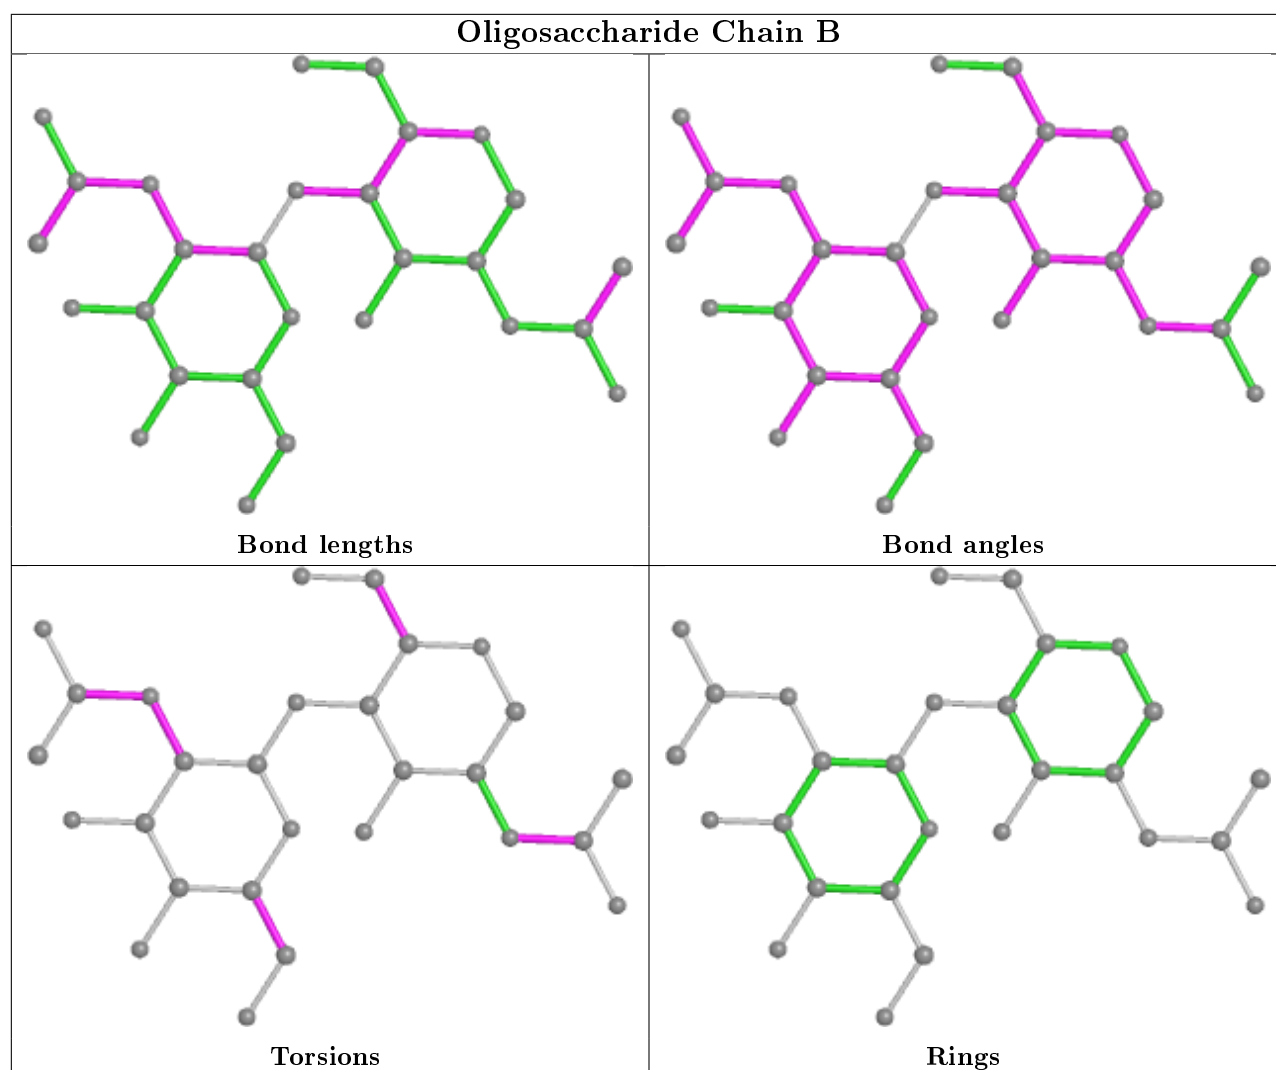 Oligosaccharide Chain B
Bond lengths
Bond angles
Torsions
Rings